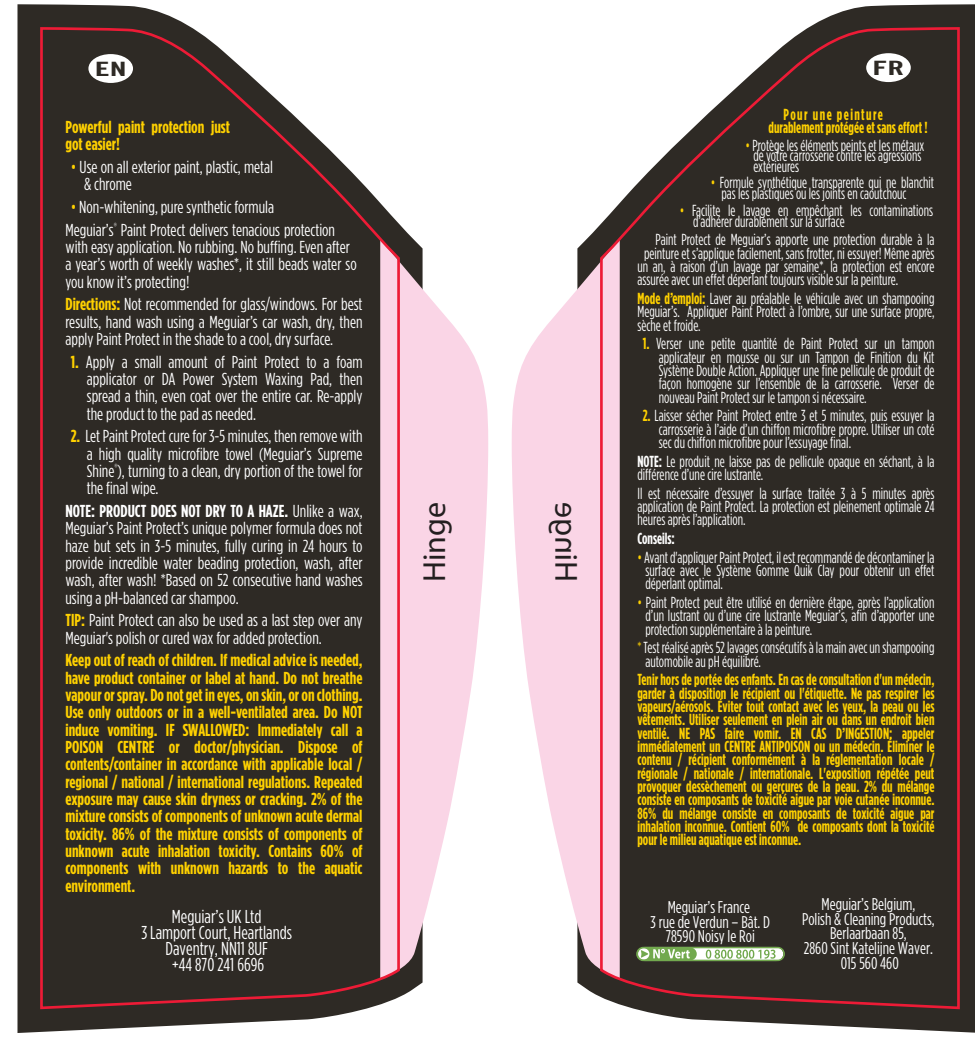 EN
Powerful paint protection just
got easier!
• Use on all exterior paint, plastic, metal
& chrome
• Non-whitening, pure synthetic formula
Meguiar's® Paint Protect delivers tenacious protection
with easy application. No rubbing. No buffing. Even after
a year's worth of weekly washes*, it still beads water so
you know it's protecting!
Directions: Not recommended for glass/windows. For best
results, hand wash using a Meguiar's car wash, dry, then
apply Paint Protect in the shade to a cool, dry surface.
1. Apply a small amount of Paint Protect to a foam
applicator or DA Power System Waxing Pad, then
spread a thin, even coat over the entire car. Re-apply
the product to the pad as needed.
2. Let Paint Protect cure for 3-5 minutes, then remove with
a high quality microfibre towel (Meguiar's Supreme
Shine®), turning to a clean, dry portion of the towel for
the final wipe.
NOTE: PRODUCT DOES NOT DRY TO A HAZE. Unlike a wax,
Meguiar's Paint Protect's unique polymer formula does not
haze but sets in 3-5 minutes, fully curing in 24 hours to
provide incredible water beading protection, wash, after
wash, after wash! *Based on 52 consecutive hand washes
using a pH-balanced car shampoo.
TIP: Paint Protect can also be used as a last step over any
Meguiar's polish or cured wax for added protection.
Keep out of reach of children. If medical advice is needed,
have product container or label at hand. Do not breathe
vapour or spray. Do not get in eyes, on skin, or on clothing.
Use only outdoors or in a well-ventilated area. Do NOT
induce vomiting. IF SWALLOWED: Immediately call a
POISON CENTRE or doctor/physician. Dispose of
contents/container in accordance with applicable local /
regional / national / international regulations. Repeated
exposure may cause skin dryness or cracking. 2% of the
mixture consists of components of unknown acute dermal
toxicity. 86% of the mixture consists of components of
unknown acute inhalation toxicity. Contains 60% of
components with unknown hazards to the aquatic
environment.
Meguiar's UK Ltd
3 Lamport Court, Heartlands
Daventry, NN11 8UF
+44 870 241 6696
Hinge
Hinge
FR
Pour une peinture
durablement protégée et sans effort !
• Protège les éléments peints et les métaux
de votre carrosserie contre les agressions
extérieures
• Formule synthétique transparente qui ne blanchit
pas les plastiques ou les joints en caoutchouc
• Facilite le lavage en empêchant les contaminations
d'adhérer durablement sur la surface
Paint Protect de Meguiar's apporte une protection durable à la
peinture et s'applique facilement, sans frotter, ni essuyer! Même après
un an, à raison d'un lavage par semaine*, la protection est encore
assurée avec un effet déperlant toujours visible sur la peinture.
Mode d'emploi: Laver au préalable le véhicule avec un shampooing
Meguiar's. Appliquer Paint Protect à l'ombre, sur une surface propre,
sèche et froide.
1. Verser une petite quantité de Paint Protect sur un tampon
applicateur en mousse ou sur un Tampon de Finition du Kit
Système Double Action. Appliquer une fine pellicule de produit de
façon homogène sur l'ensemble de la carrosserie. Verser de
nouveau Paint Protect sur le tampon si nécessaire.
2. Laisser sécher Paint Protect entre 3 et 5 minutes, puis essuyer la
carrosserie à l'aide d'un chiffon microfibre propre. Utiliser un coté
sec du chiffon microfibre pour l'essuyage final.
NOTE: Le produit ne laisse pas de pellicule opaque en séchant, à la
différence d'une cire lustrante.
Il est nécessaire d'essuyer la surface traitée 3 à 5 minutes après
application de Paint Protect. La protection est pleinement optimale 24
heures après l'application.
Conseils:
• Avant d'appliquer Paint Protect, il est recommandé de décontaminer la
surface avec le Système Gomme Quik Clay pour obtenir un effet
déperlant optimal.
• Paint Protect peut être utilisé en dernière étape, après l'application
d'un lustrant ou d'une cire lustrante Meguiar's, afin d'apporter une
protection supplémentaire à la peinture.
* Test réalisé après 52 lavages consécutifs à la main avec un shampooing
automobile au pH équilibré.
Tenir hors de portée des enfants. En cas de consultation d'un médecin,
garder à disposition le récipient ou l'étiquette. Ne pas respirer les
vapeurs/aérosols. Éviter tout contact avec les yeux, la peau ou les
vêtements. Utiliser seulement en plein air ou dans un endroit bien
ventilé. NE PAS faire vomir. EN CAS D'INGESTION: appeler
immédiatement un CENTRE ANTIPOISON ou un médecin. Éliminer le
contenu / récipient conformément à la réglementation locale /
régionale / nationale / internationale. L'exposition répétée peut
provoquer dessèchement ou gerçures de la peau. 2% du mélange
consiste en composants de toxicité aigue par voie cutanée inconnue.
86% du mélange consiste en composants de toxicité aigue par
inhalation inconnue. Contient 60% de composants dont la toxicité
pour le milieu aquatique est inconnue.
Meguiar's France
3 rue de Verdun – Bât. D
78590 Noisy le Roi
N° Vert 0 800 800 193
Meguiar's Belgium,
Polish & Cleaning Products,
Berlaarbaan 85,
2860 Sint Katelijne Waver.
015 560 460